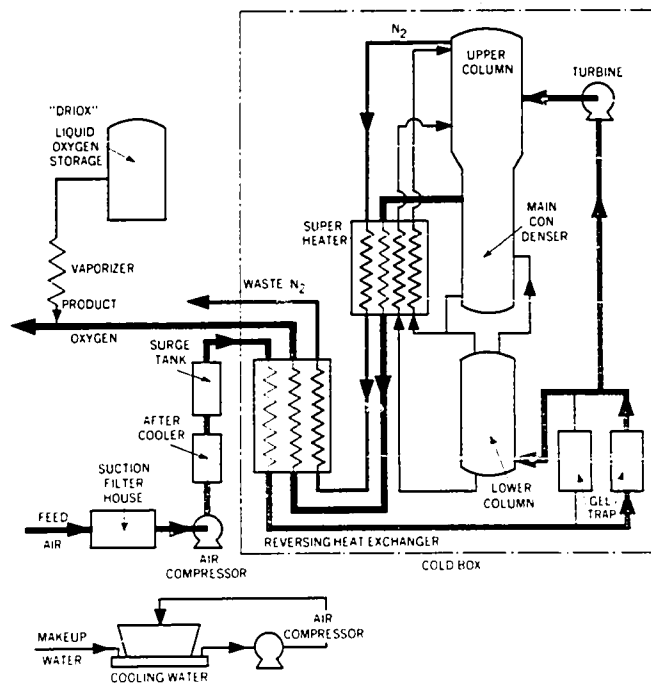 N2
UPPER
COLUMN
TURBINE
"DRIOX"
LIQUID
OXYGEN
STORAGE
MAIN
CON
DENSER
SUPER
HEATER
VAPORIZER
PRODUCT
WASTE N2
OXYGEN
SURGE
TANK
AFTER
COOLER
SUCTION
FILTER
HOUSE
LOWER
COLUMN
GEL
TRAP
FEED
AIR
REVERSING HEAT EXCHANGER
AIR
COMPRESSOR
COLD BOX
AIR
COMPRESSOR
MAKEUP
WATER
COOLING WATER